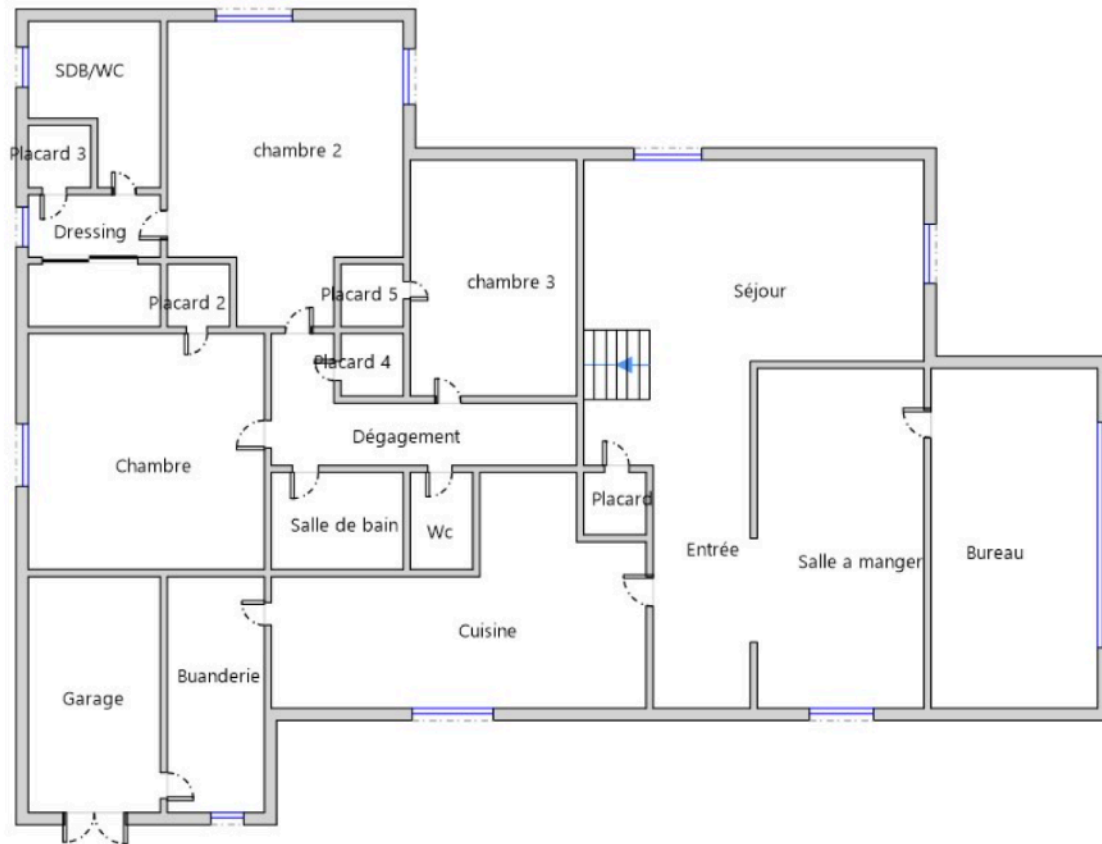 SDB/WC
chambre 2
Placard 3
Dressing
chambre 3
Séjour
Placard 5
Placard 2
Placard 4
Dégagement
Chambre
Placard
Salle de bain
Wc
Entrée
Salle a manger
Bureau
Cuisine
Buanderie
Garage